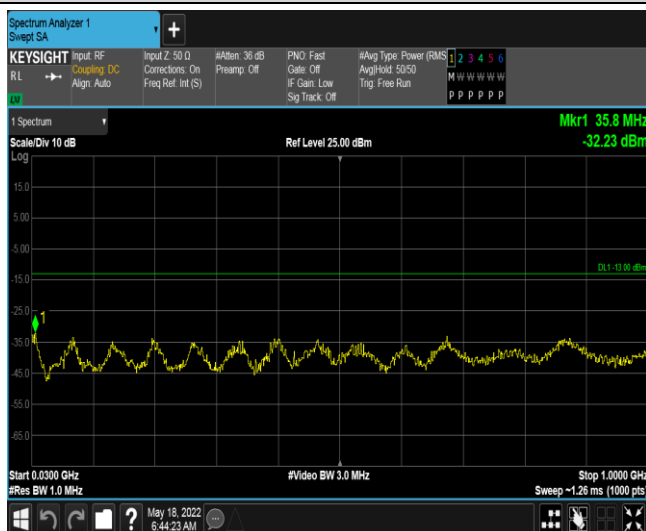 Spectrum Analyzer 1
Swept SA
+
KEYSIGHT
RL
LXI
Input: RF
Coupling: DC
Align: Auto
Input Z: 50 Ω
Corrections: On
Freq Ref: Int (S)
#Atten: 36 dB
Preamp: Off
PNO: Fast
Gate: Off
IF Gain: Low
Sig Track: Off
#Avg Type: Power (RMS
Avg|Hold: 50/50
Trig: Free Run
1 2 3 4 5 6
M W W W W W
P P P P P P
1 Spectrum
Mkr1 35.8 MHz
-32.23 dBm
Scale/Div 10 dB
Ref Level 25.00 dBm
Log
15.0
5.00
-5.00
DL1 -13.00 dBm
-15.0
-25.0
1
-35.0
-45.0
-55.0
-65.0
Start 0.0300 GHz
#Video BW 3.0 MHz
Stop 1.0000 GHz
#Res BW 1.0 MHz
Sweep ~1.26 ms (1000 pts)
?
May 18, 2022
6:44:23 AM